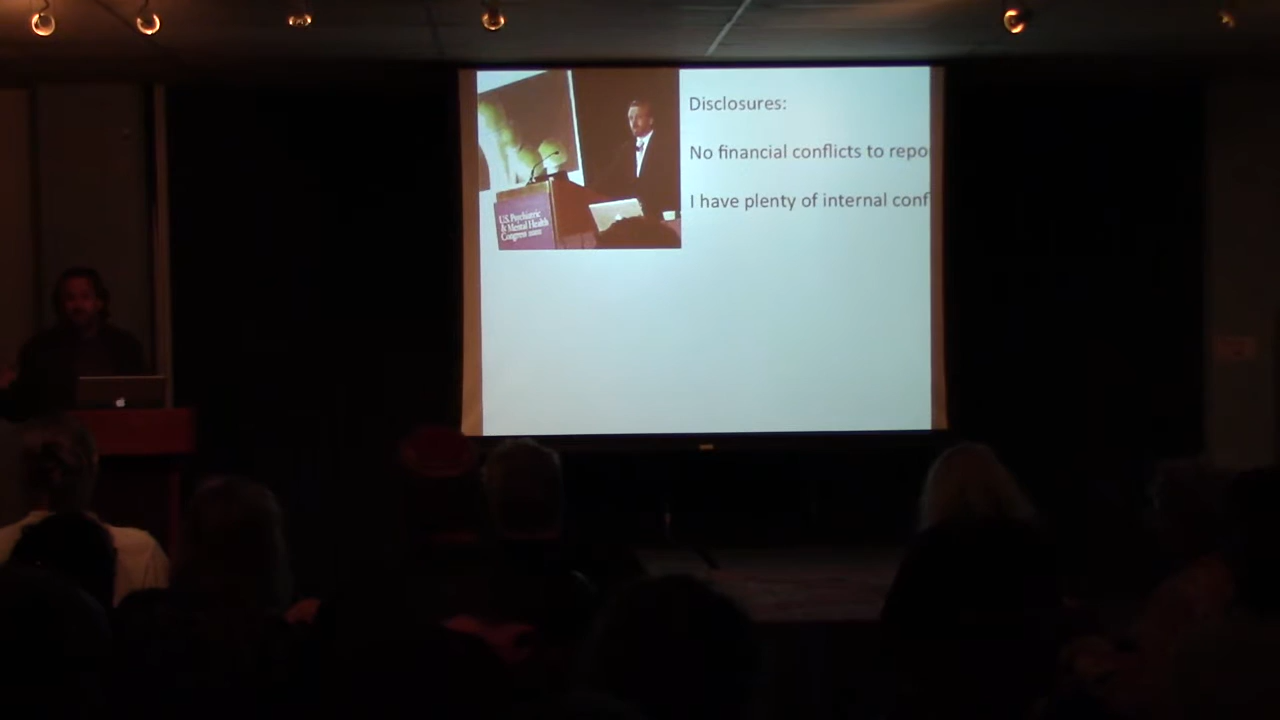 Disclosures:
No financial conflicts to repo
I have plenty of internal conf
U.S. Psychiatric
& Mental Health
Congress